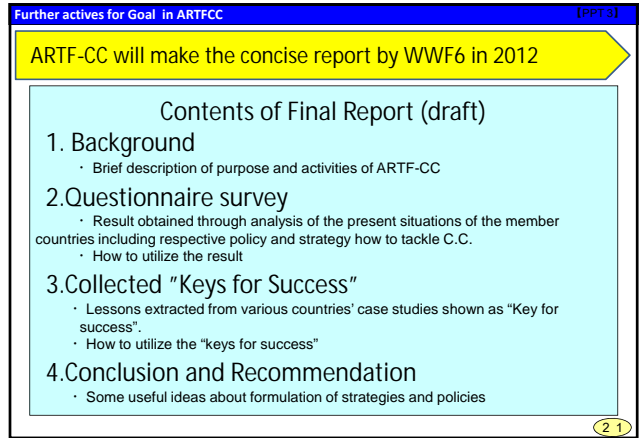 Further actives for Goal in ARTFCC
【PPT 3】
ARTF-CC will make the concise report by WWF6 in 2012
Contents of Final Report (draft)
1. Background
・ Brief description of purpose and activities of ARTF-CC
2.Questionnaire survey
・ Result obtained through analysis of the present situations of the member
countries including respective policy and strategy how to tackle C.C.
・ How to utilize the result
3.Collected ”Keys for Success”
・ Lessons extracted from various countries’ case studies shown as “Key for
success”.
・ How to utilize the “keys for success”
4.Conclusion and Recommendation
・ Some useful ideas about formulation of strategies and policies
2 1